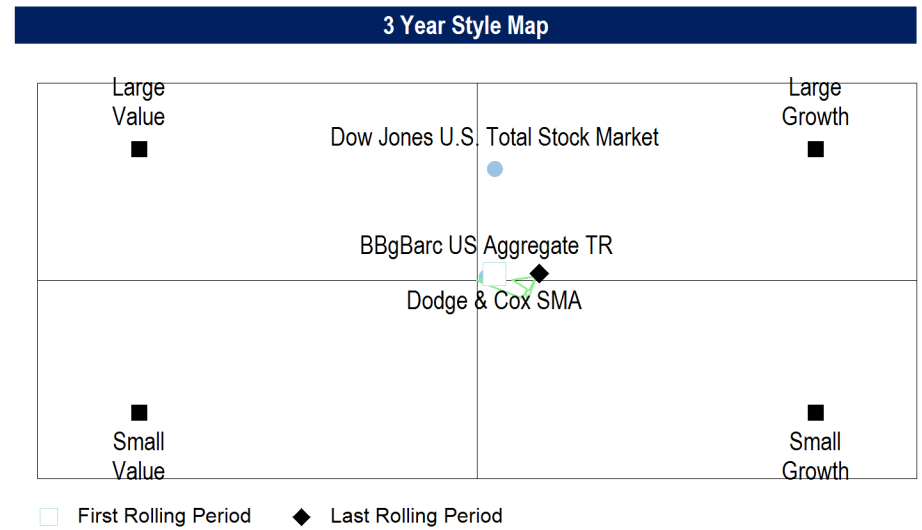 3 Year Style Map
Large
Value
Large
Growth
Dow Jones U.S. Total Stock Market
BBgBarc US Aggregate TR
Dodge & Cox SMA
Small
Value
Small
Growth
First Rolling Period
Last Rolling Period